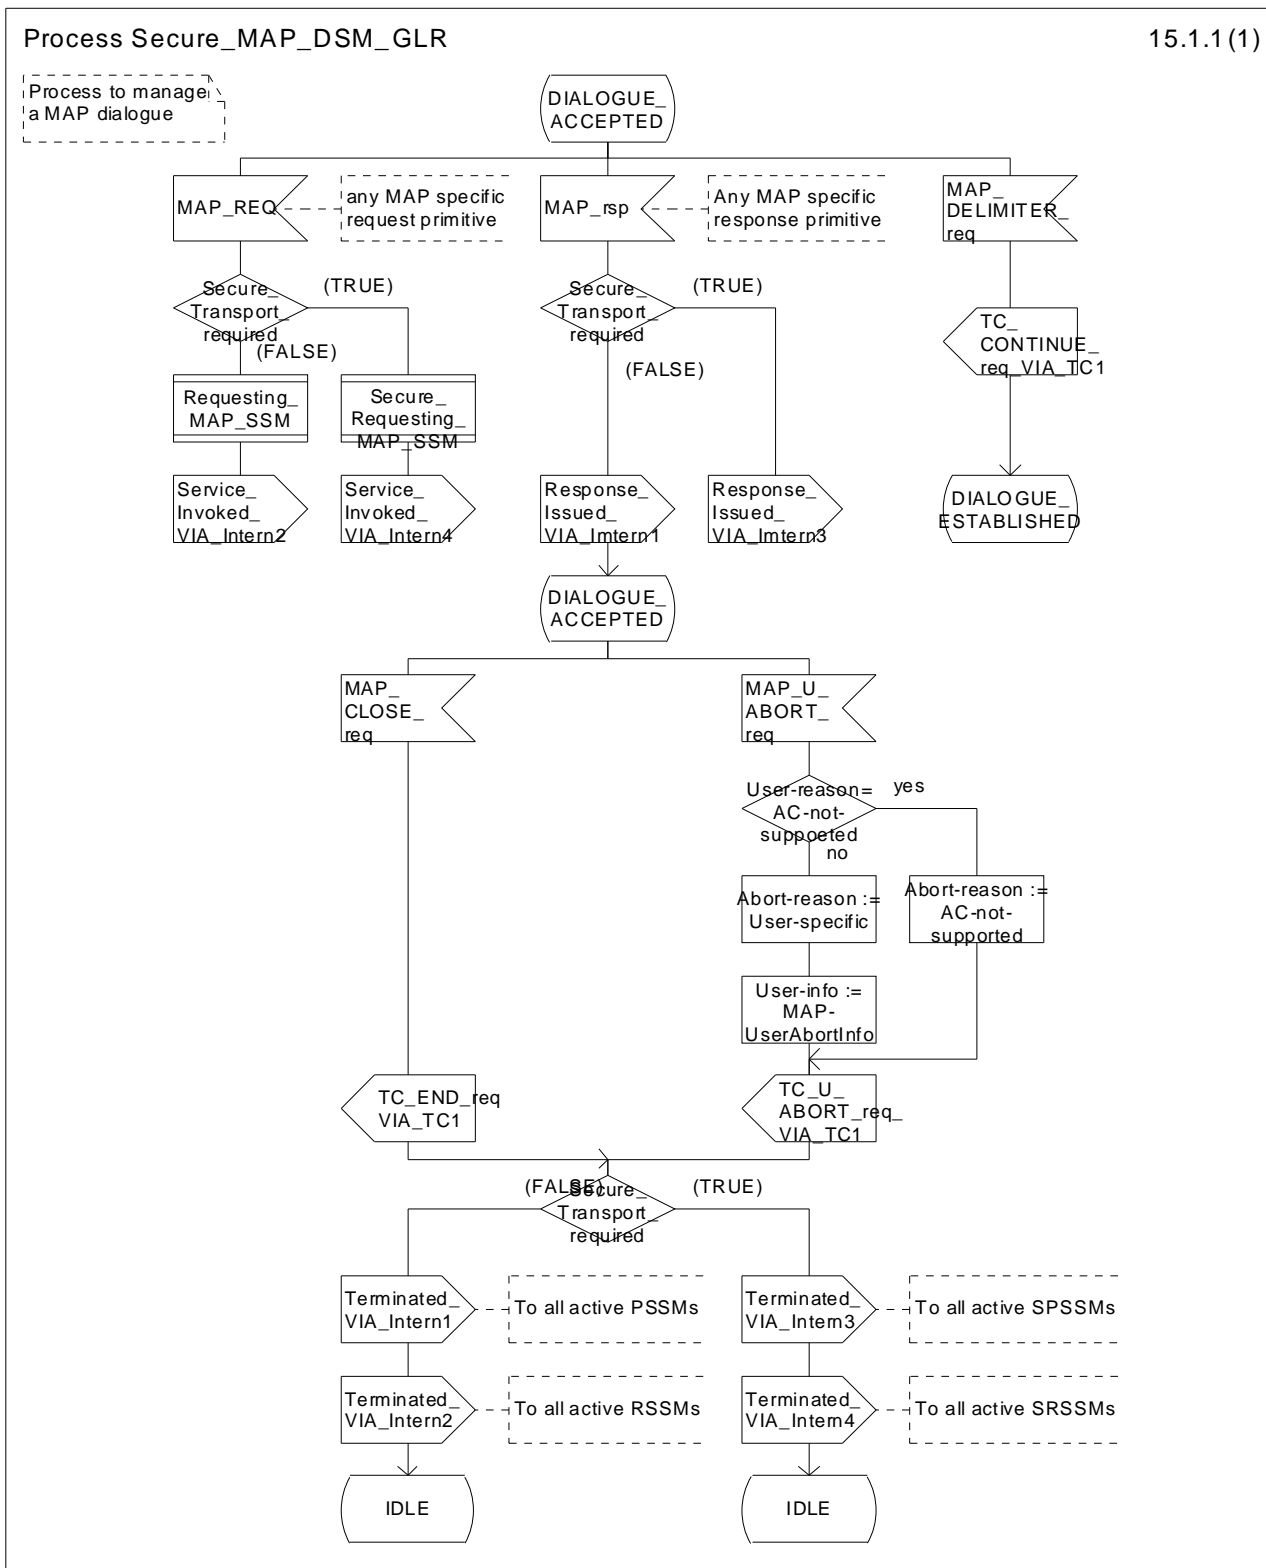 Process Secure_MAP_DSM_GLR
15.1.1(1)
Process to manage
a MAP dialogue
DIALOGUE_
ACCEPTED
MAP_REQ
any MAP specific
request primitive
MAP_rsp
Any MAP specific
response primitive
MAP_
DELIMITER_
req
Secure_
Transport_
required
(TRUE)
(FALSE)
Secure_
Transport_
required
(TRUE)
(FALSE)
TC_
CONTINUE_
req_VIA_TC1
Requesting_
MAP_SSM
Secure_
Requesting_
MAP_SSM
Service_
Invoked_
VIA_Intern2
Service_
Invoked_
VIA_Intern4
Response_
Issued_
VIA_Imtern1
Response_
Issued_
VIA_Imtern3
DIALOGUE_
ESTABLISHED
DIALOGUE_
ACCEPTED
MAP_
CLOSE_
req
MAP_U_
ABORT_
req
User-reason=
AC-not-
suppoeted
yes
no
Abort-reason :=
User-specific
Abort-reason :=
AC-not-
supported
User-info :=
MAP-
UserAbortInfo
TC_END_req
VIA_TC1
TC_U_
ABORT_req_
VIA_TC1
(FALSE)
Secure_
Transport_
required
(TRUE)
Terminated_
VIA_Intern1
To all active PSSMs
Terminated_
VIA_Intern3
To all active SPSSMs
Terminated_
VIA_Intern2
To all active RSSMs
Terminated_
VIA_Intern4
To all active SRSSMs
IDLE
IDLE